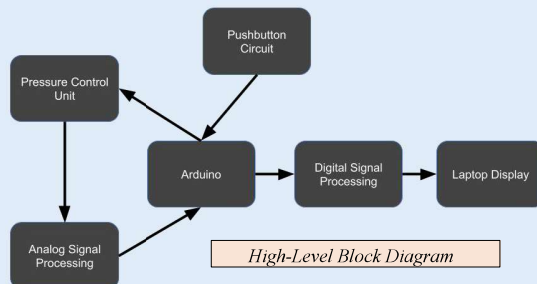 Pushbutton
Circuit
Pressure Control
Unit
Arduino
Digital Signal
Processing
Laptop Display
Analog Signal
Processing
High-Level Block Diagram